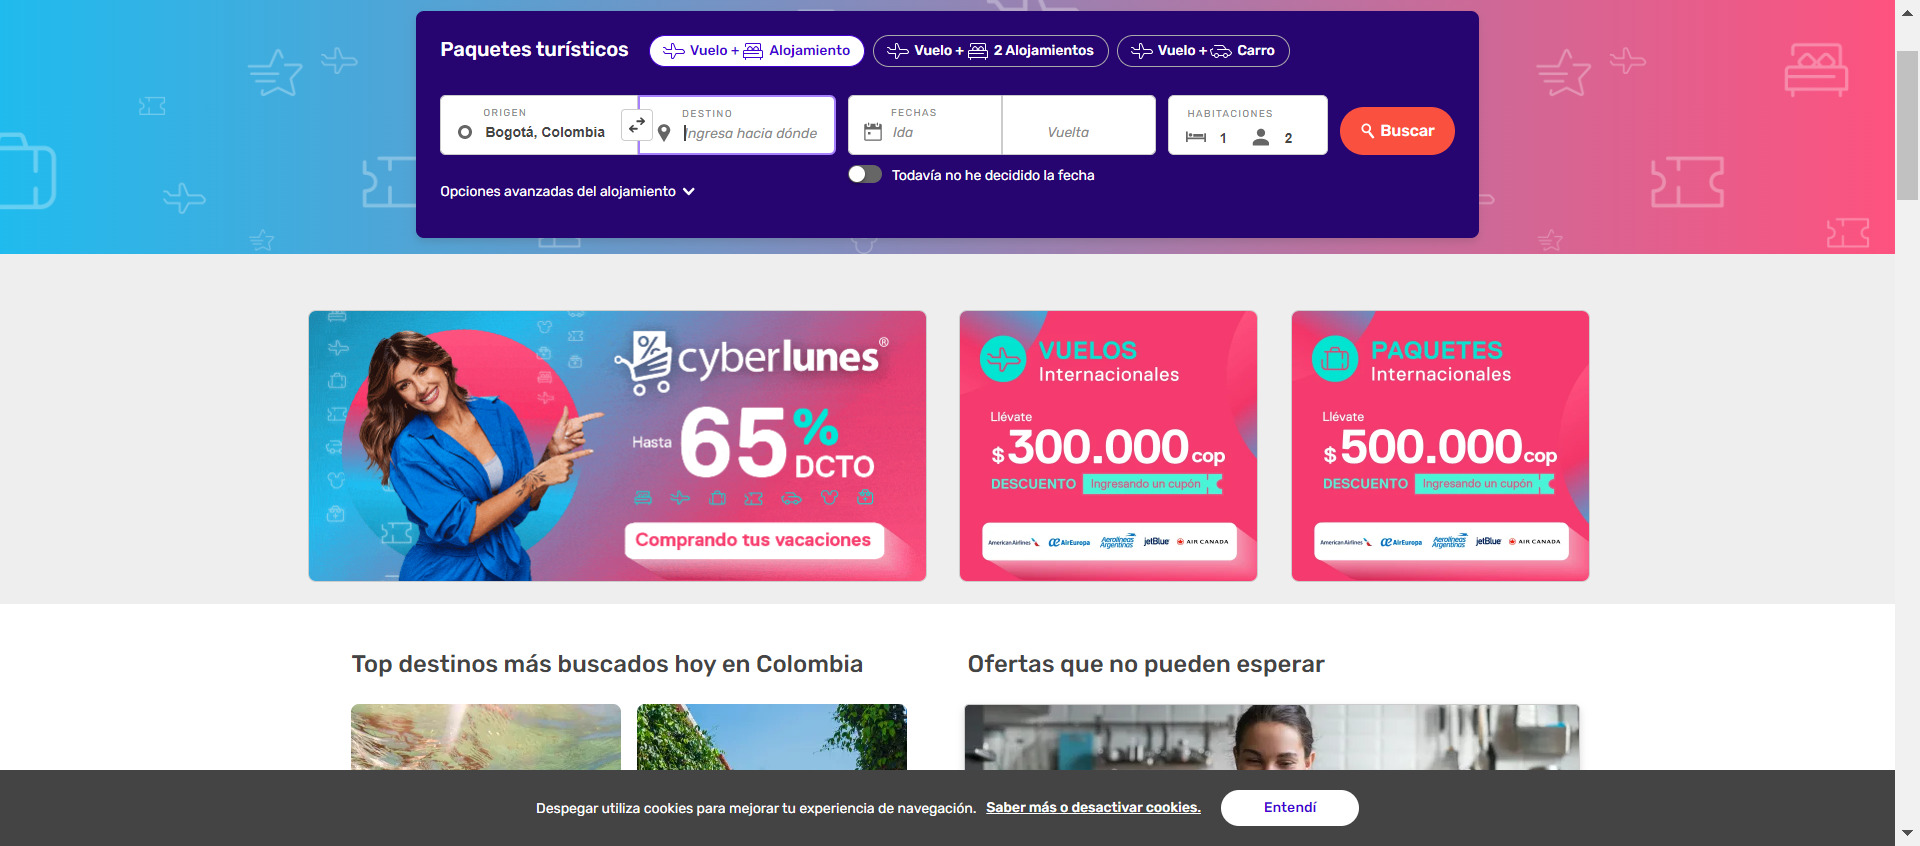 Paquetes turísticos
Vuelo + Alojamiento
Vuelo + 2 Alojamientos
Vuelo + Carro
ORIGEN
Bogotá, Colombia
DESTINO
Ingresa hacia dónde
FECHAS
Ida
Vuelta
HABITACIONES
1
2
Buscar
Todavía no he decidido la fecha
Opciones avanzadas del alojamiento
cyberlunes®
Hasta 65% DCTO
Comprando tus vacaciones
VUELOS
Internacionales
Llévate
$300.000 cop
DESCUENTO Ingresando un cupón
American Airlines AirEuropa Aerolíneas Argentinas jetBlue AIR CANADA
PAQUETES
Internacionales
Llévate
$500.000 cop
DESCUENTO Ingresando un cupón
American Airlines AirEuropa Aerolíneas Argentinas jetBlue AIR CANADA
Top destinos más buscados hoy en Colombia
Ofertas que no pueden esperar
Despegar utiliza cookies para mejorar tu experiencia de navegación. Saber más o desactivar cookies.
Entendí